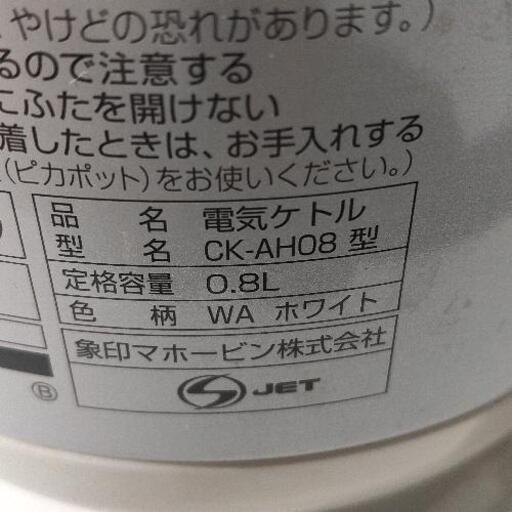 やけどの恐れがあります。)
るので注意する
にふたを開けない
着したときは、お手入れする
(ピカポット)をお使いください。)
品 名 電気ケトル
型 名 CK-AH08 型
定格容量 0.8L
色 柄 WA ホワイト
象印マホービン株式会社
JET
B